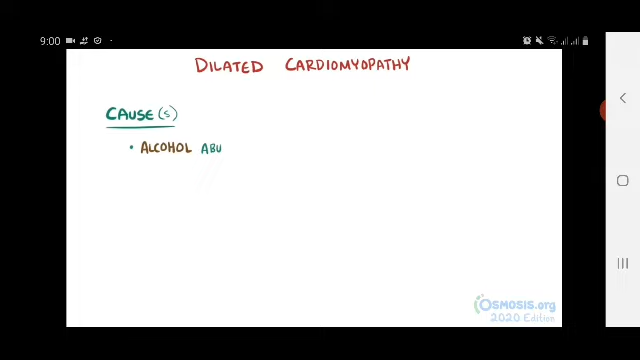 9:00
DILATED CARDIOMYOPATHY
CAUSE(S)
• ALCOHOL ABU
OSMOSIS.org
2020 Edition